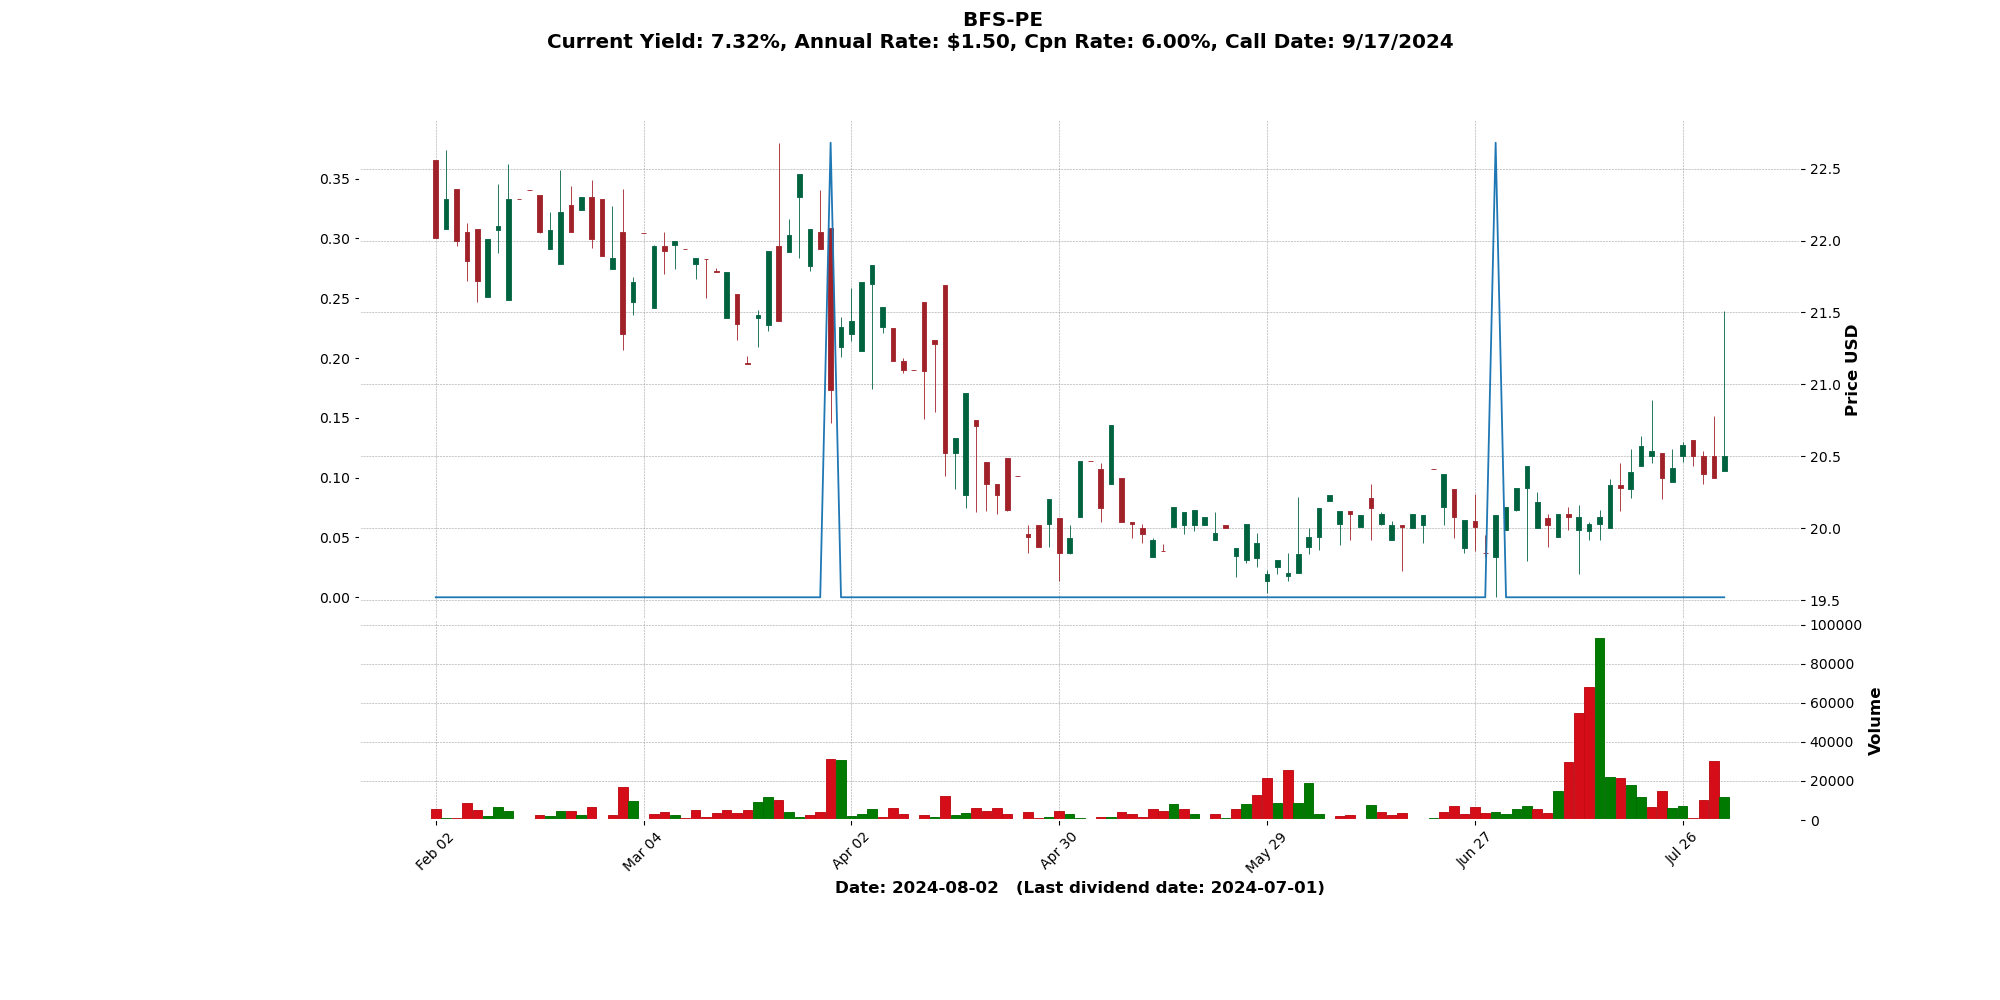 BFS-PE
Current Yield: 7.32%, Annual Rate: $1.50, Cpn Rate: 6.00%, Call Date: 9/17/2024
0.35
0.30
0.25
0.20
0.15
0.10
0.05
0.00
22.5
22.0
21.5
21.0
20.5
20.0
19.5
Price USD
100000
80000
60000
40000
20000
0
Volume
Feb 02
Mar 04
Apr 02
Apr 30
May 29
Jun 27
Jul 26
Date: 2024-08-02 (Last dividend date: 2024-07-01)